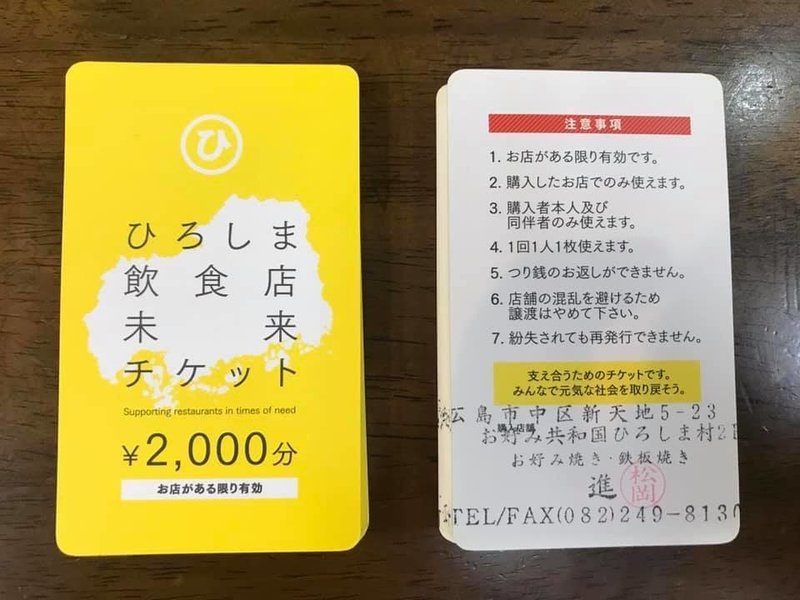 ひ
ひろしま
飲食店
未来
チケット
Supporting restaurants in times of need
¥2,000分
お店がある限り有効
注意事項
1. お店がある限り有効です。
2. 購入したお店でのみ使えます。
3. 購入者本人及び
同伴者のみ使えます。
4. 1回1人1枚使えます。
5. つり銭のお返しができません。
6. 店舗の混乱を避けるため
譲渡はやめて下さい。
7. 紛失されても再発行できません。
支え合うためのチケットです。
みんなで元気な社会を取り戻そう。
広島市中区新天地5-23
購入店舗
お好み共和国ひろしま村2
お好み焼き・鉄板焼き
進
松岡
TEL/FAX(082)249-8130